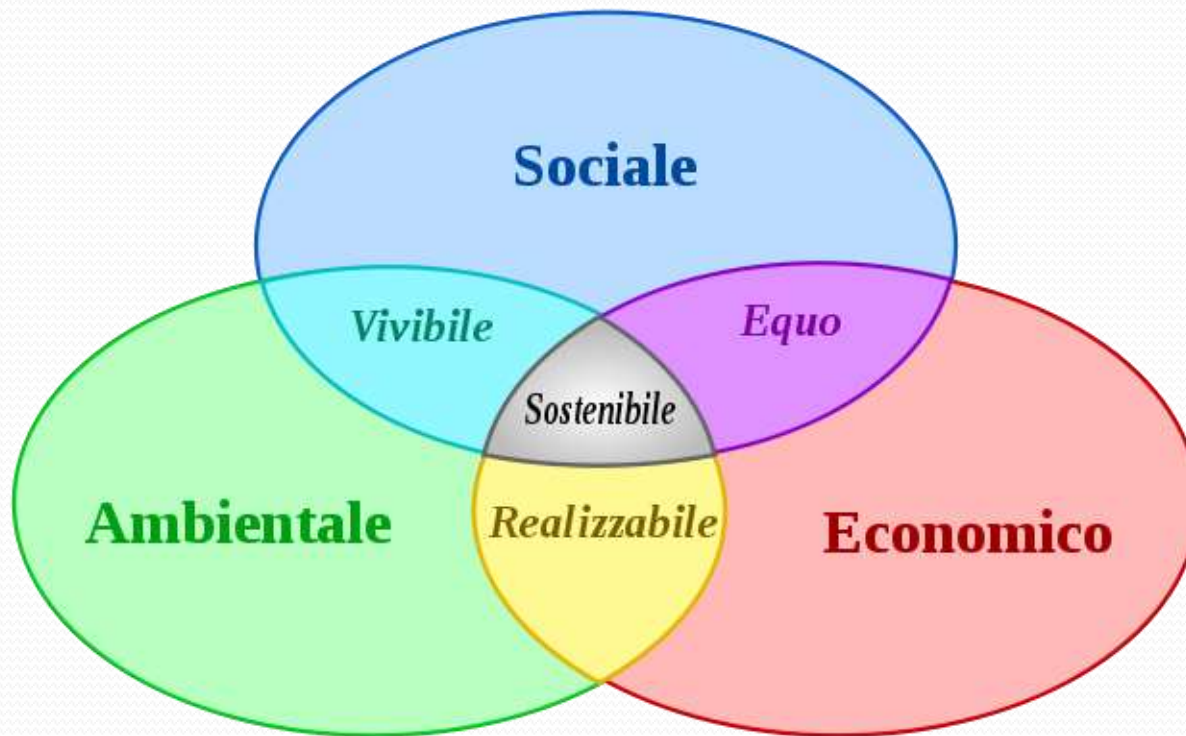 Sociale
Vivibile
Equo
Sostenibile
Ambientale
Realizzabile
Economico